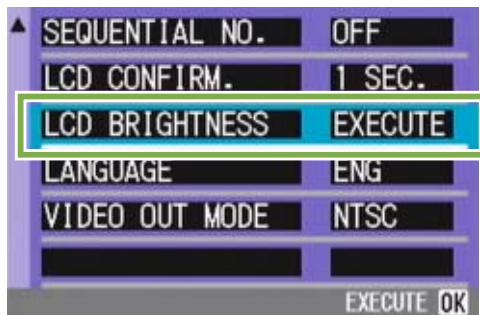 SEQUENTIAL NO. OFF
LCD CONFIRM. 1 SEC.
LCD BRIGHTNESS EXECUTE
LANGUAGE ENG
VIDEO OUT MODE NTSC
EXECUTE OK